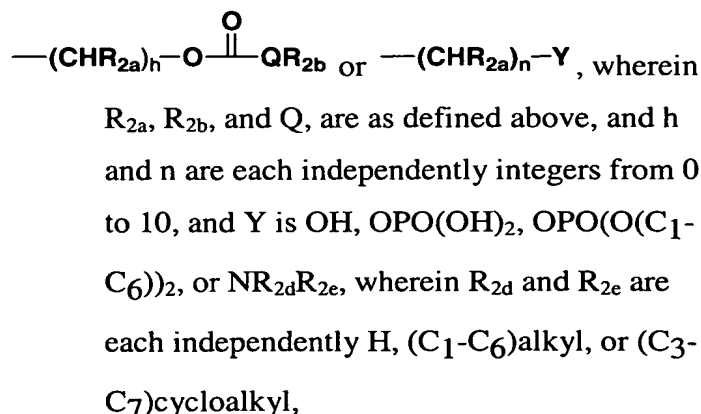 O
—(CHR2a)h–O QR2b or —(CHR2a)n–Y, wherein
R2a, R2b, and Q, are as defined above, and h
and n are each independently integers from 0
to 10, and Y is OH, OPO(OH)2, OPO(O(C1-
C6))2, or NR2dR2e, wherein R2d and R2e are
each independently H, (C1-C6)alkyl, or (C3-
C7)cycloalkyl,